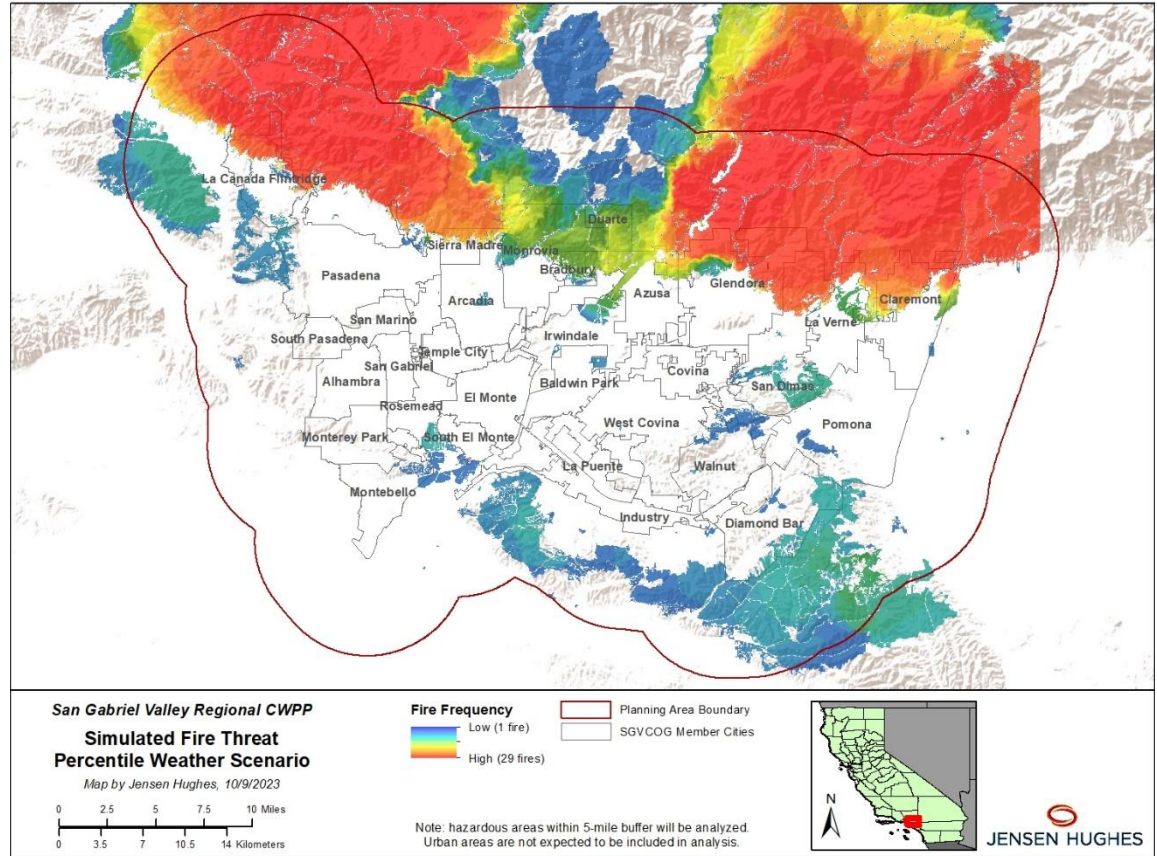 La Canada Flintridge
Duarte
Sierra Madre
Monrovia
Bradbury
Pasadena
Glendora
Azusa
Claremont
Arcadia
San Marino
La Verne
South Pasadena
Irwindale
Temple City
San Gabriel
Covina
Alhambra
Baldwin Park
San Dimas
El Monte
Rosemead
West Covina
Pomona
Monterey Park
South El Monte
La Puente
Walnut
Montebello
Industry
Diamond Bar
San Gabriel Valley Regional CWPP
Simulated Fire Threat
Percentile Weather Scenario
Map by Jensen Hughes, 10/9/2023
0 2.5 5 7.5 10 Miles
0 3.5 7 10.5 14 Kilometers
Fire Frequency
Low (1 fire)
High (29 fires)
Planning Area Boundary
SGVCOG Member Cities
Note: hazardous areas within 5-mile buffer will be analyzed.
Urban areas are not expected to be included in analysis.
N
JENSEN HUGHES